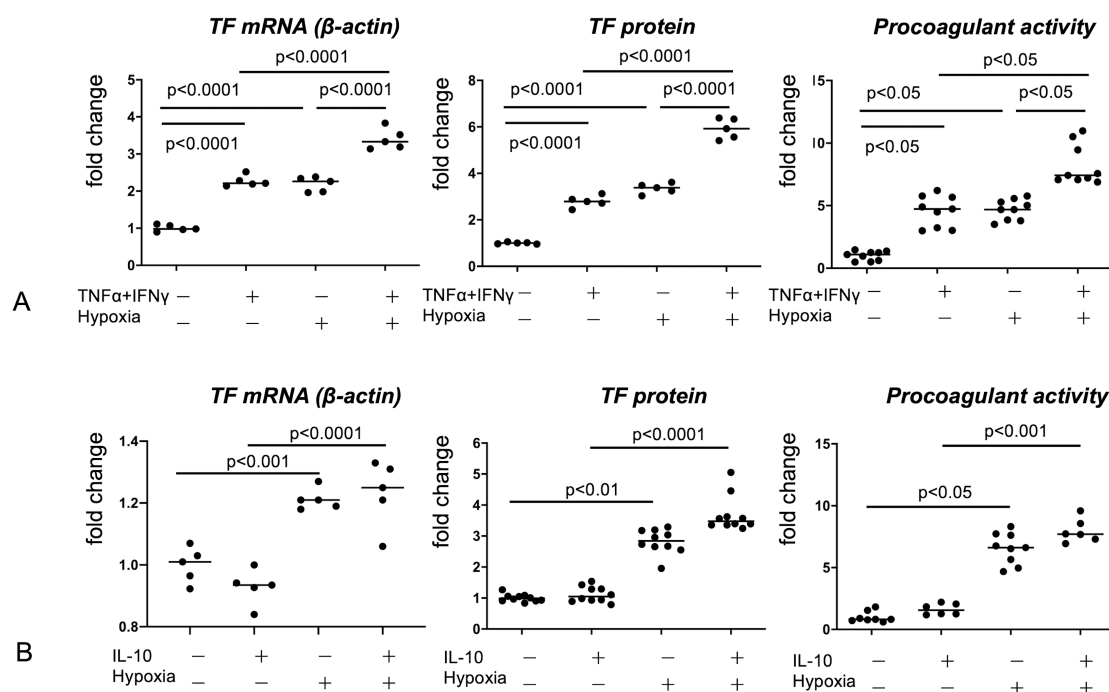 TF mRNA (β-actin)
TF protein
Procoagulant activity
p<0.0001
p<0.0001
p<0.05
p<0.0001 p<0.0001
p<0.0001 p<0.0001
p<0.05 p<0.05
p<0.0001
p<0.0001
p<0.05
fold change
5
4
3
2
1
0
fold change
8
6
4
2
0
fold change
15
10
5
0
A
TNFα+IFNγ − + − +
Hypoxia − − + +
TNFα+IFNγ − + − +
Hypoxia − − + +
TNFα+IFNγ − + − +
Hypoxia − − + +
TF mRNA (β-actin)
TF protein
Procoagulant activity
p<0.0001
p<0.001
p<0.0001
p<0.01
p<0.001
p<0.05
fold change
1.4
1.2
1.0
0.8
fold change
6
5
4
3
2
1
0
fold change
15
10
5
0
B
IL-10 − + − +
Hypoxia − − + +
IL-10 − + − +
Hypoxia − − + +
IL-10 − + − +
Hypoxia − − + +